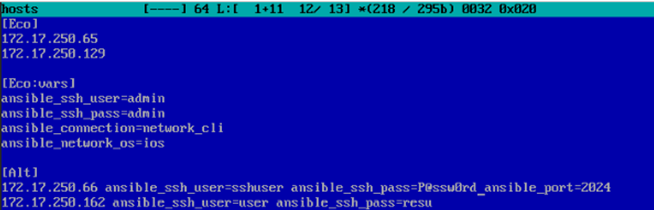 hosts [----] 64 L:[ 1+11 12/ 13] *(218 / 295b) 0032 0x020
[Eco]
172.17.250.65
172.17.250.129
[Eco:vars]
ansible_ssh_user=admin
ansible_ssh_pass=admin
ansible_connection=network_cli
ansible_network_os=ios
[Alt]
172.17.250.66 ansible_ssh_user=sshuser ansible_ssh_pass=P@ssw0rd ansible_port=2024
172.17.250.162 ansible_ssh_user=user ansible_ssh_pass=resu